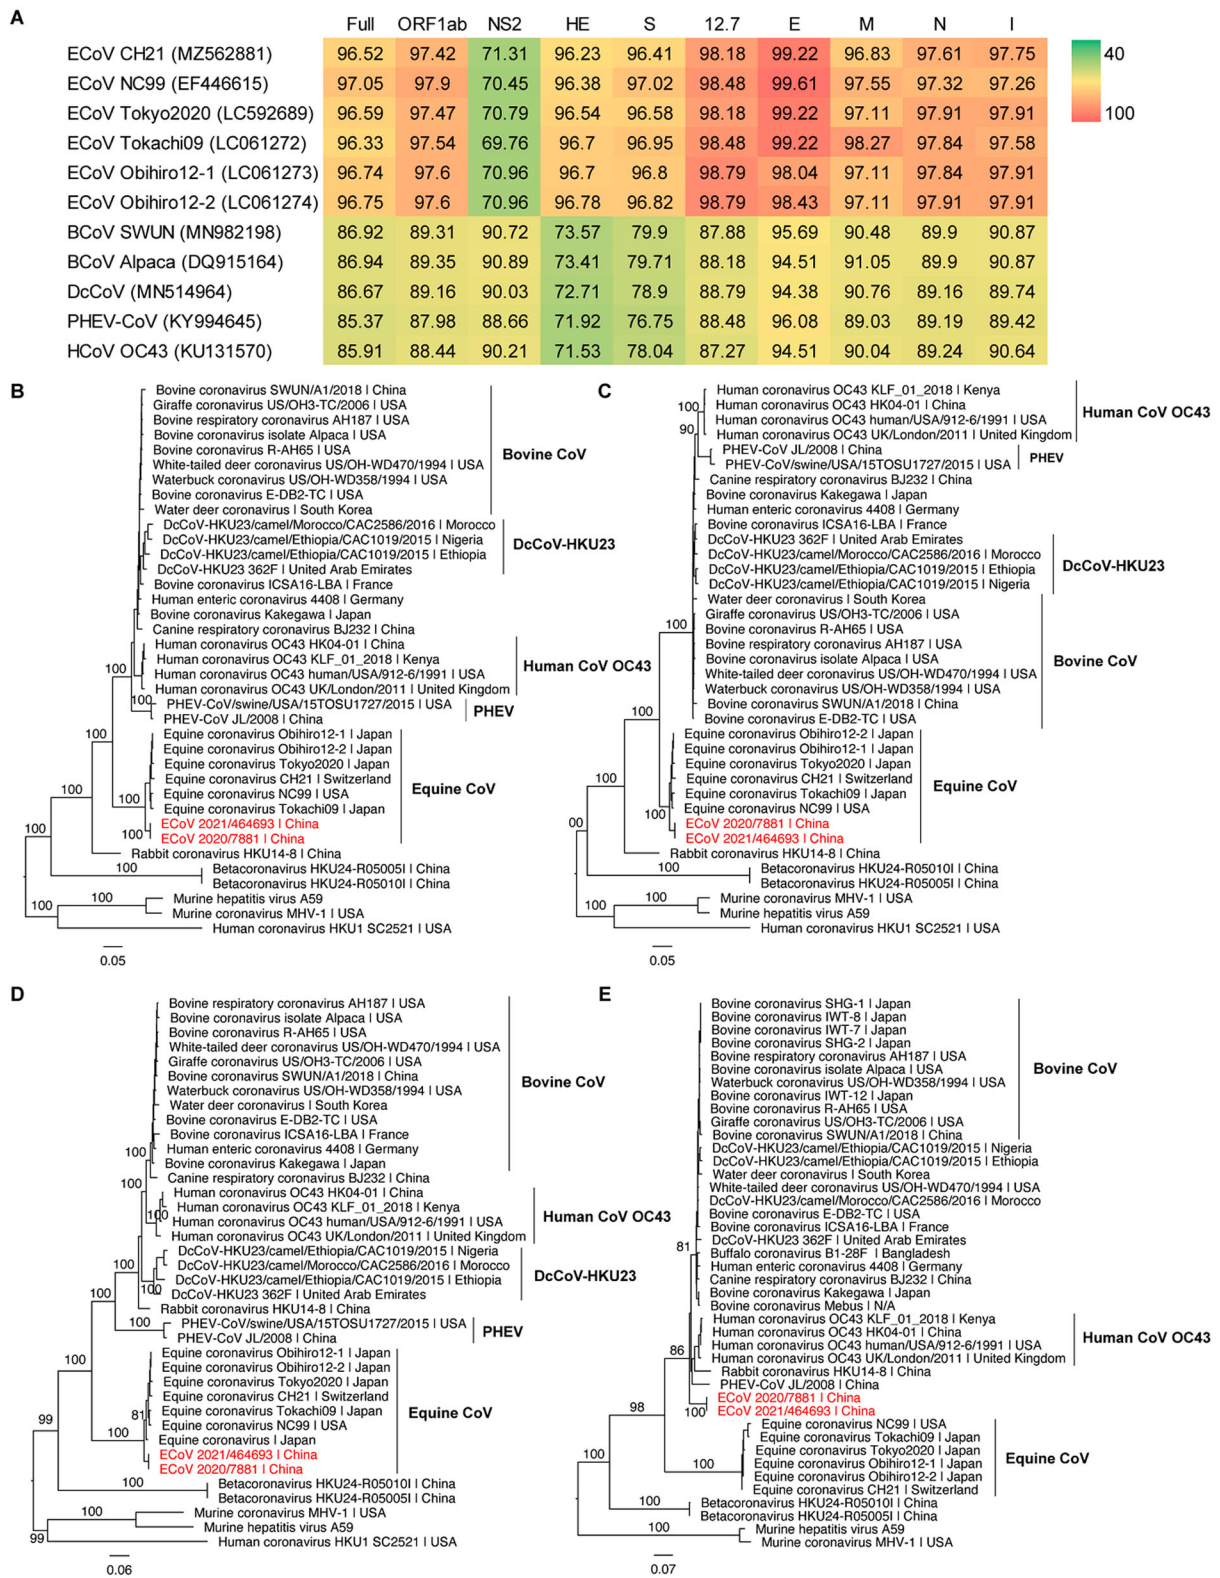 A
Full ORF1ab NS2 HE S 12.7 E M N I
ECoV CH21 (MZ562881) 96.52 97.42 71.31 96.23 96.41 98.18 99.22 96.83 97.61 97.75
ECoV NC99 (EF446615) 97.05 97.9 70.45 96.38 97.02 98.48 99.61 97.55 97.32 97.26
ECoV Tokyo2020 (LC592689) 96.59 97.47 70.79 96.54 96.58 98.18 99.22 97.11 97.91 97.91
ECoV Tokachi09 (LC061272) 96.33 97.54 69.76 96.7 96.95 98.48 99.22 98.27 97.84 97.58
ECoV Obihiro12-1 (LC061273) 96.74 97.6 70.96 96.7 96.8 98.79 98.04 97.11 97.84 97.91
ECoV Obihiro12-2 (LC061274) 96.75 97.6 70.96 96.78 96.82 98.79 98.43 97.11 97.91 97.91
BCoV SWUN (MN982198) 86.92 89.31 90.72 73.57 79.9 87.88 95.69 90.48 89.9 90.87
BCoV Alpaca (DQ915164) 86.94 89.35 90.89 73.41 79.71 88.18 94.51 91.05 89.9 90.87
DcCoV (MN514964) 86.67 89.16 90.03 72.71 78.9 88.79 94.38 90.76 89.16 89.74
PHEV-CoV (KY994645) 85.37 87.98 88.66 71.92 76.75 88.48 96.08 89.03 89.19 89.42
HCoV OC43 (KU131570) 85.91 88.44 90.21 71.53 78.04 87.27 94.51 90.04 89.24 90.64
40
100
B
Bovine coronavirus SWUN/A1/2018 | China
Giraffe coronavirus US/OH3-TC/2006 | USA
Bovine respiratory coronavirus AH187 | USA
Bovine coronavirus isolate Alpaca | USA
Bovine coronavirus R-AH65 | USA
White-tailed deer coronavirus US/OH-WD470/1994 | USA
Waterbuck coronavirus US/OH-WD358/1994 | USA
Bovine coronavirus E-DB2-TC | USA
Water deer coronavirus | South Korea
Bovine CoV
DcCoV-HKU23/camel/Morocco/CAC2586/2016 | Morocco
DcCoV-HKU23/camel/Ethiopia/CAC1019/2015 | Nigeria
DcCoV-HKU23/camel/Ethiopia/CAC1019/2015 | Ethiopia
DcCoV-HKU23 362F | United Arab Emirates
DcCoV-HKU23
Bovine coronavirus ICSA16-LBA | France
Human enteric coronavirus 4408 | Germany
Bovine coronavirus Kakegawa | Japan
Canine respiratory coronavirus BJ232 | China
Human coronavirus OC43 HK04-01 | China
Human coronavirus OC43 KLF_01_2018 | Kenya
Human coronavirus OC43 human/USA/912-6/1991 | USA
Human coronavirus OC43 UK/London/2011 | United Kingdom
Human CoV OC43
100
100
PHEV-CoV/swine/USA/15TOSU1727/2015 | USA
PHEV-CoV JL/2008 | China
PHEV
100
Equine coronavirus Obihiro12-1 | Japan
Equine coronavirus Obihiro12-2 | Japan
Equine coronavirus Tokyo2020 | Japan
Equine coronavirus CH21 | Switzerland
Equine coronavirus NC99 | USA
Equine coronavirus Tokachi09 | Japan
Equine CoV
100
100
ECoV 2021/464693 | China
100
ECoV 2020/7881 | China
100
Rabbit coronavirus HKU14-8 | China
100
Betacoronavirus HKU24-R05005I | China
Betacoronavirus HKU24-R05010I | China
100
100
Murine hepatitis virus A59
Murine coronavirus MHV-1 | USA
Human coronavirus HKU1 SC2521 | USA
0.05
C
Human coronavirus OC43 KLF_01_2018 | Kenya
Human coronavirus OC43 HK04-01 | China
Human coronavirus OC43 human/USA/912-6/1991 | USA
Human coronavirus OC43 UK/London/2011 | United Kingdom
Human CoV OC43
100
90
PHEV-CoV JL/2008 | China
PHEV-CoV/swine/USA/15TOSU1727/2015 | USA
PHEV
Canine respiratory coronavirus BJ232 | China
Bovine coronavirus Kakegawa | Japan
Human enteric coronavirus 4408 | Germany
Bovine coronavirus ICSA16-LBA | France
DcCoV-HKU23 362F | United Arab Emirates
DcCoV-HKU23/camel/Morocco/CAC2586/2016 | Morocco
DcCoV-HKU23/camel/Ethiopia/CAC1019/2015 | Ethiopia
DcCoV-HKU23/camel/Ethiopia/CAC1019/2015 | Nigeria
DcCoV-HKU23
Water deer coronavirus | South Korea
Giraffe coronavirus US/OH3-TC/2006 | USA
Bovine coronavirus R-AH65 | USA
Bovine respiratory coronavirus AH187 | USA
Bovine coronavirus isolate Alpaca | USA
White-tailed deer coronavirus US/OH-WD470/1994 | USA
Waterbuck coronavirus US/OH-WD358/1994 | USA
Bovine coronavirus SWUN/A1/2018 | China
Bovine coronavirus E-DB2-TC | USA
Bovine CoV
100
100
Equine coronavirus Obihiro12-2 | Japan
Equine coronavirus Obihiro12-1 | Japan
Equine coronavirus Tokyo2020 | Japan
Equine coronavirus CH21 | Switzerland
Equine coronavirus Tokachi09 | Japan
Equine coronavirus NC99 | USA
Equine CoV
100
100
ECoV 2020/7881 | China
ECoV 2021/464693 | China
00
Rabbit coronavirus HKU14-8 | China
100
Betacoronavirus HKU24-R05010I | China
Betacoronavirus HKU24-R05005I | China
100
Murine coronavirus MHV-1 | USA
Murine hepatitis virus A59
Human coronavirus HKU1 SC2521 | USA
0.05
D
Bovine respiratory coronavirus AH187 | USA
Bovine coronavirus isolate Alpaca | USA
Bovine coronavirus R-AH65 | USA
White-tailed deer coronavirus US/OH-WD470/1994 | USA
Giraffe coronavirus US/OH3-TC/2006 | USA
Bovine coronavirus SWUN/A1/2018 | China
Waterbuck coronavirus US/OH-WD358/1994 | USA
Water deer coronavirus | South Korea
Bovine coronavirus E-DB2-TC | USA
Bovine coronavirus ICSA16-LBA | France
Human enteric coronavirus 4408 | Germany
Bovine coronavirus Kakegawa | Japan
Bovine CoV
100
Canine respiratory coronavirus BJ232 | China
100
Human coronavirus OC43 HK04-01 | China
Human coronavirus OC43 KLF_01_2018 | Kenya
Human coronavirus OC43 human/USA/912-6/1991 | USA
Human coronavirus OC43 UK/London/2011 | United Kingdom
Human CoV OC43
100
DcCoV-HKU23/camel/Ethiopia/CAC1019/2015 | Nigeria
DcCoV-HKU23/camel/Morocco/CAC2586/2016 | Morocco
DcCoV-HKU23/camel/Ethiopia/CAC1019/2015 | Ethiopia
DcCoV-HKU23 362F | United Arab Emirates
DcCoV-HKU23
100
100
100
Rabbit coronavirus HKU14-8 | China
PHEV-CoV/swine/USA/15TOSU1727/2015 | USA
PHEV-CoV JL/2008 | China
PHEV
100
Equine coronavirus Obihiro12-1 | Japan
Equine coronavirus Obihiro12-2 | Japan
Equine coronavirus Tokyo2020 | Japan
Equine coronavirus CH21 | Switzerland
Equine coronavirus Tokachi09 | Japan
Equine coronavirus NC99 | USA
Equine coronavirus | Japan
Equine CoV
100
81
100
ECoV 2021/464693 | China
ECoV 2020/7881 | China
99
100
Betacoronavirus HKU24-R05010I | China
Betacoronavirus HKU24-R05005I | China
100
Murine coronavirus MHV-1 | USA
Murine hepatitis virus A59
99
Human coronavirus HKU1 SC2521 | USA
0.06
E
Bovine coronavirus SHG-1 | Japan
Bovine coronavirus IWT-8 | Japan
Bovine coronavirus IWT-7 | Japan
Bovine coronavirus SHG-2 | Japan
Bovine respiratory coronavirus AH187 | USA
Bovine coronavirus isolate Alpaca | USA
Waterbuck coronavirus US/OH-WD358/1994 | USA
Bovine coronavirus IWT-12 | Japan
Bovine coronavirus R-AH65 | USA
Giraffe coronavirus US/OH3-TC/2006 | USA
Bovine coronavirus SWUN/A1/2018 | China
Bovine CoV
DcCoV-HKU23/camel/Ethiopia/CAC1019/2015 | Nigeria
DcCoV-HKU23/camel/Ethiopia/CAC1019/2015 | Ethiopia
Water deer coronavirus | South Korea
White-tailed deer coronavirus US/OH-WD470/1994 | USA
DcCoV-HKU23/camel/Morocco/CAC2586/2016 | Morocco
Bovine coronavirus E-DB2-TC | USA
Bovine coronavirus ICSA16-LBA | France
DcCoV-HKU23 362F | United Arab Emirates
81
Buffalo coronavirus B1-28F | Bangladesh
Human enteric coronavirus 4408 | Germany
Canine respiratory coronavirus BJ232 | China
Bovine coronavirus Kakegawa | Japan
Bovine coronavirus Mebus | N/A
Human coronavirus OC43 KLF_01_2018 | Kenya
Human coronavirus OC43 HK04-01 | China
Human coronavirus OC43 human/USA/912-6/1991 | USA
Human coronavirus OC43 UK/London/2011 | United Kingdom
Human CoV OC43
86
Rabbit coronavirus HKU14-8 | China
PHEV-CoV JL/2008 | China
ECoV 2020/7881 | China
100
ECoV 2021/464693 | China
98
Equine coronavirus NC99 | USA
Equine coronavirus Tokachi09 | Japan
Equine coronavirus Tokyo2020 | Japan
Equine coronavirus Obihiro12-1 | Japan
Equine coronavirus Obihiro12-2 | Japan
Equine coronavirus CH21 | Switzerland
Equine CoV
100
100
100
Betacoronavirus HKU24-R05010I | China
Betacoronavirus HKU24-R05005I | China
100
Murine hepatitis virus A59
Murine coronavirus MHV-1 | USA
0.07